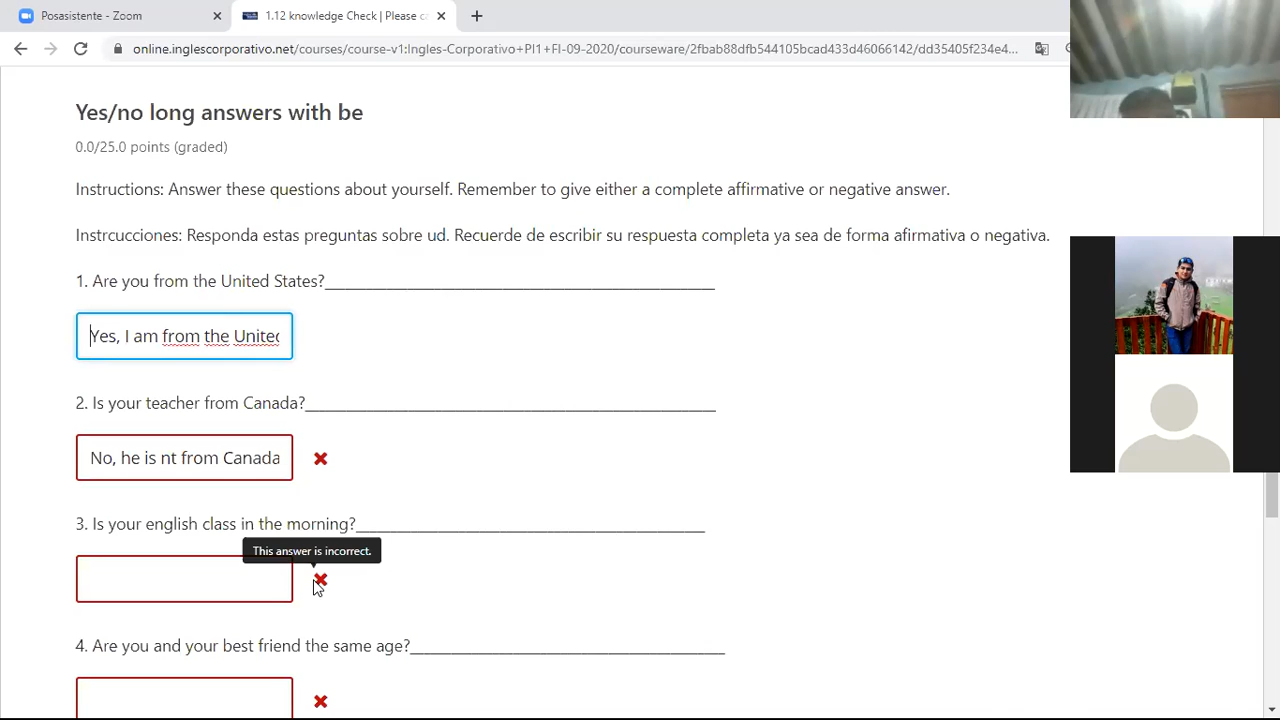 Posasistente - Zoom
1.12 knowledge Check | Please ca
online.inglescorporativo.net/courses/course-v1:Ingles-Corporativo+PI1+FI-09-2020/courseware/2fbab88dfb544105bcad433d46066142/dd35405f234e4...
Yes/no long answers with be
0.0/25.0 points (graded)
Instructions: Answer these questions about yourself. Remember to give either a complete affirmative or negative answer.
Instrcucciones: Responda estas preguntas sobre ud. Recuerde de escribir su respuesta completa ya sea de forma afirmativa o negativa.
1. Are you from the United States?
Yes, I am from the Unitec
2. Is your teacher from Canada?
No, he is nt from Canada
3. Is your english class in the morning?
This answer is incorrect.
4. Are you and your best friend the same age?